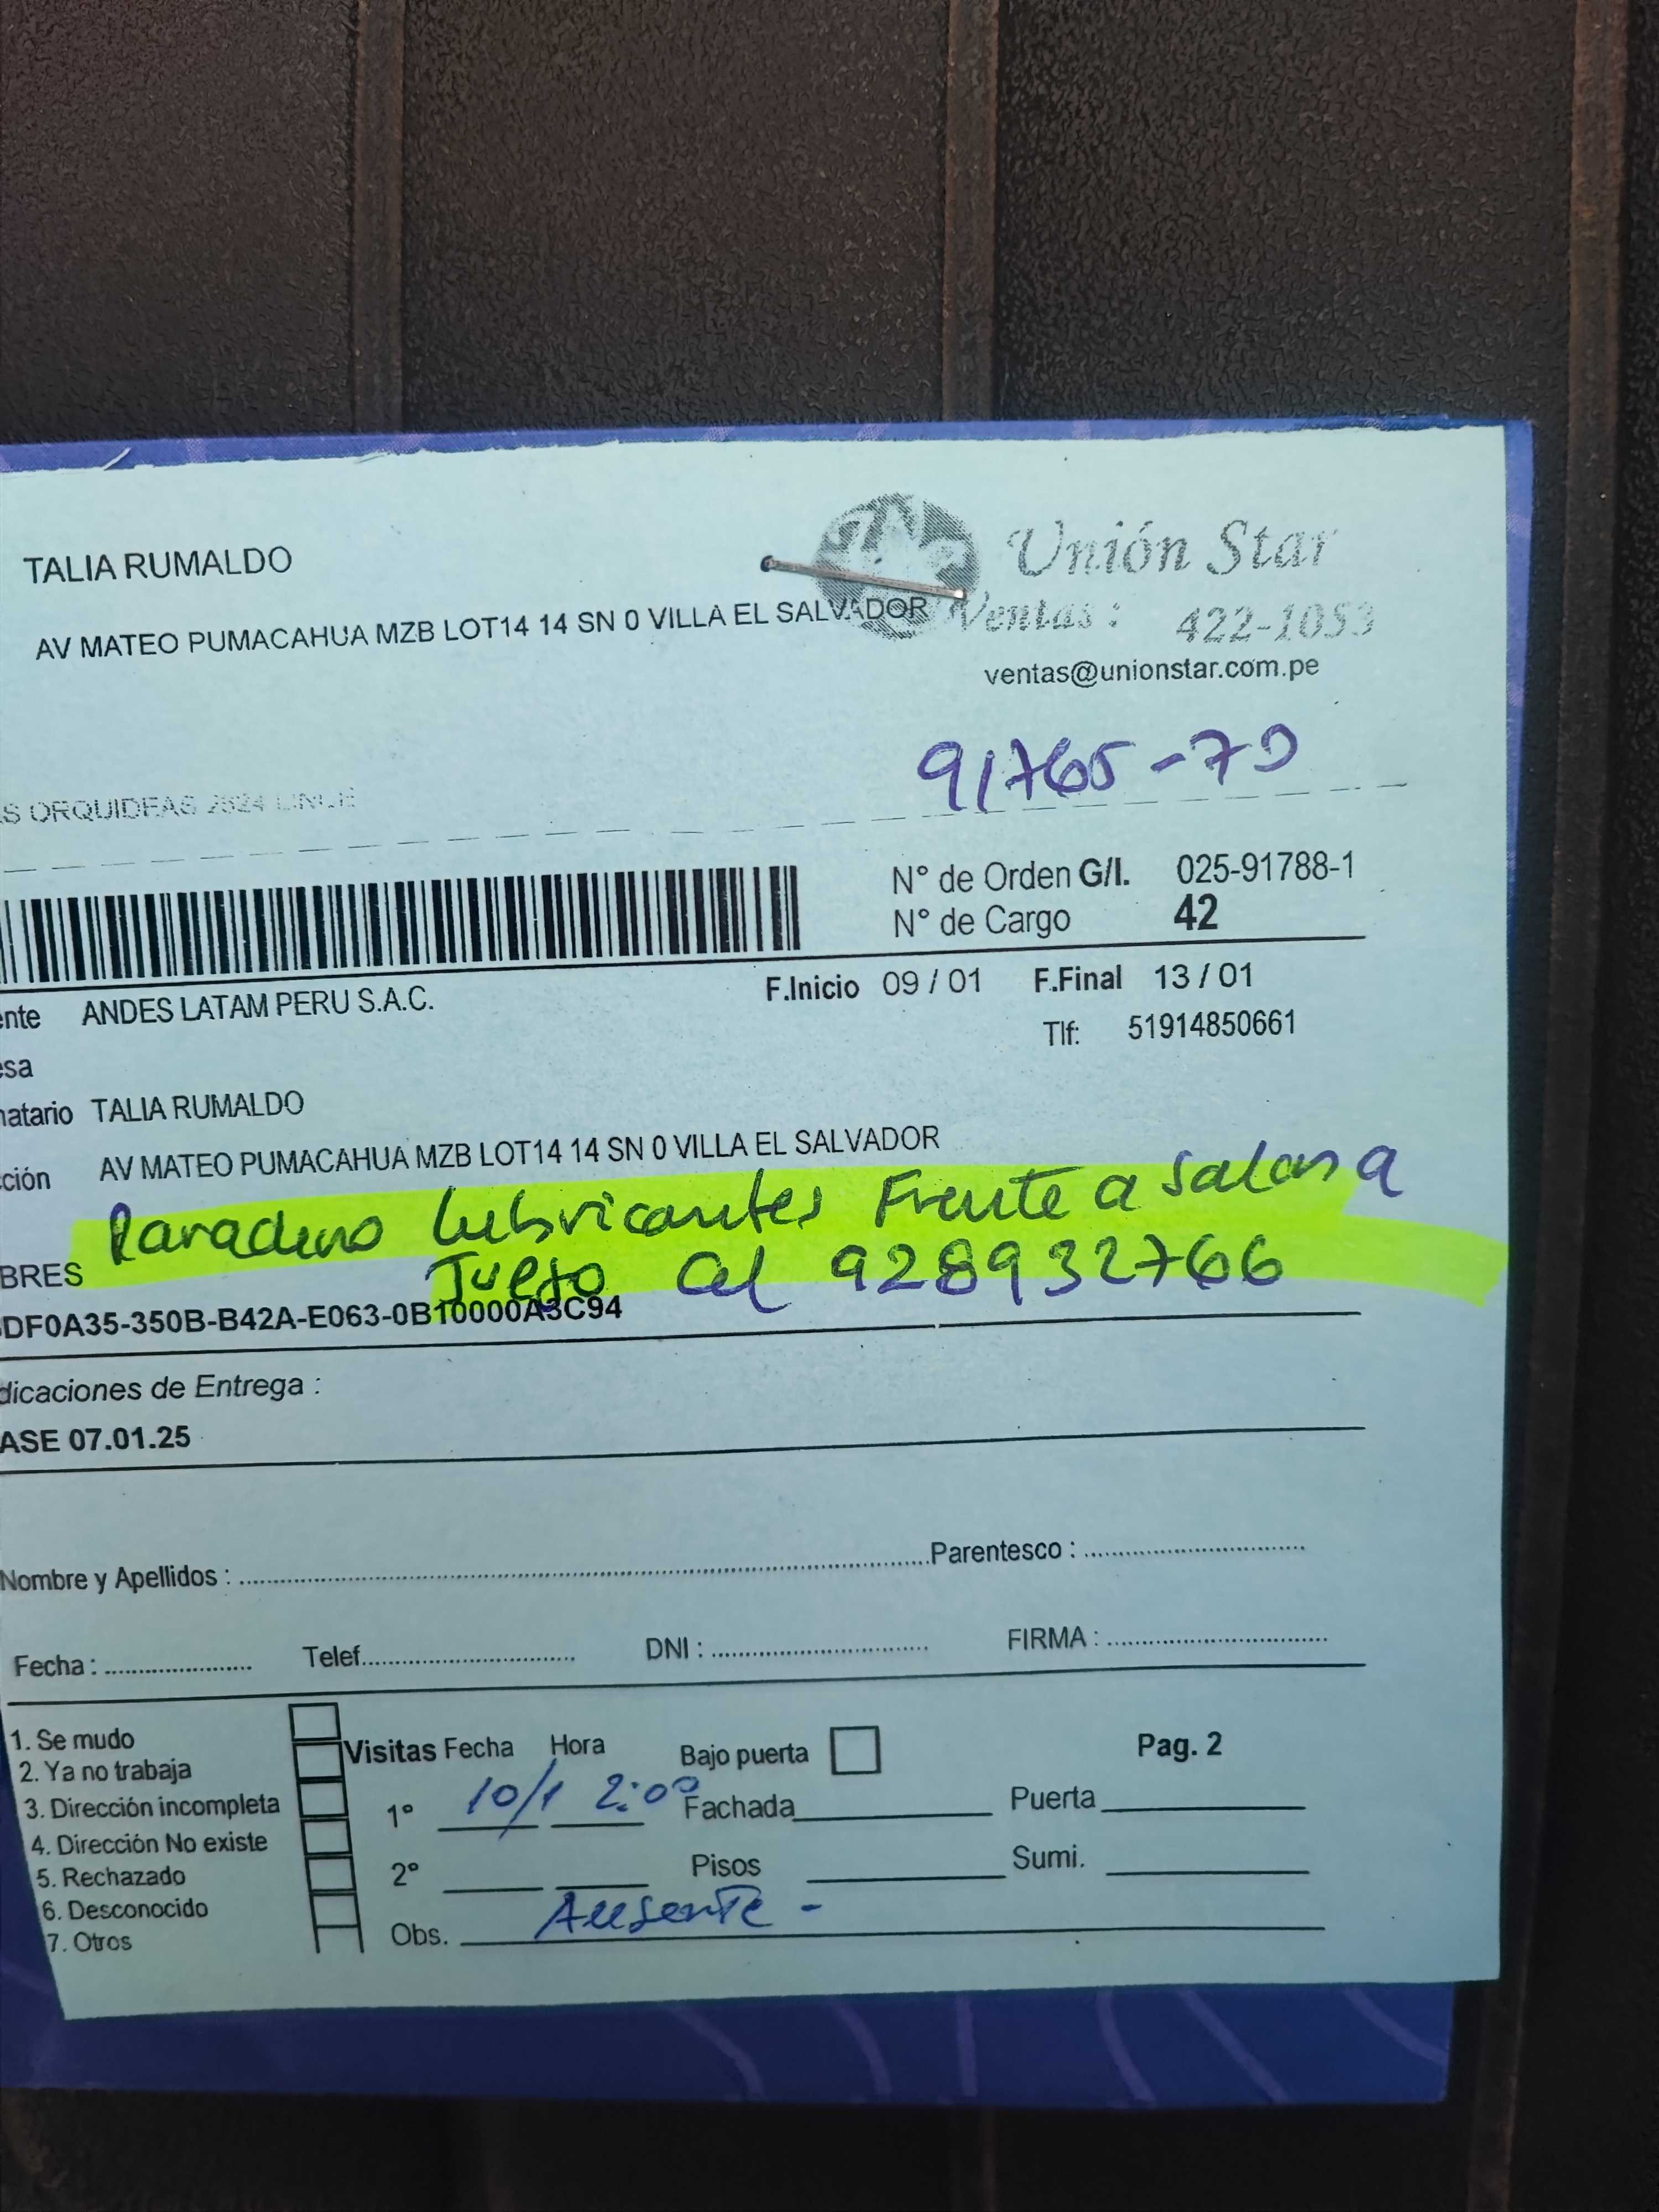 TALIA RUMALDO
Unión Star
AV MATEO PUMACAHUA MZB LOT14 14 SN 0 VILLA EL SALVADOR
Ventas : 422-1053
ventas@unionstar.com.pe
91765-70
S ORQUIDEAS 2824 LINCE
N° de Orden G/I. 025-91788-1
N° de Cargo 42
F.Inicio 09 / 01 F.Final 13 / 01
nte ANDES LATAM PERU S.A.C.
Tlf: 51914850661
sa
natario TALIA RUMALDO
ción AV MATEO PUMACAHUA MZB LOT14 14 SN 0 VILLA EL SALVADOR
Paradero lubricantes Frente a
BRES Cel 928932766
DF0A35-350B-B42A-E063-0B10000A3C94
dicaciones de Entrega :
ASE 07.01.25
Nombre y Apellidos : Parentesco :
Fecha : Telef. DNI : FIRMA :
1. Se mudo
2. Ya no trabaja
3. Dirección incompleta
4. Dirección No existe
5. Rechazado
6. Desconocido
7. Otros
Visitas Fecha Hora Bajo puerta Pag. 2
1° 10/1 2:00 Fachada Puerta
2° Pisos Sumi.
Obs. Ausente -